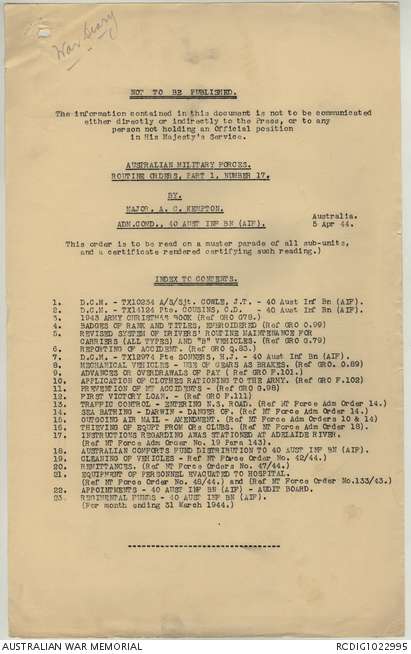 War Diary
NOT TO BE PUBLISHED.
The information contained in this document is not to be communicated
either directly or indirectly to the Press, or to any
person not holding an Official position
in His Majesty's Service.
AUSTRALIAN MILITARY FORCES.
ROUTINE ORDERS, PART 1, NUMBER 17.
BY.
MAJOR, A. C. KEMPTON.
ADM.COMD., 40 AUST INF BN (AIF).
Australia.
5 Apr 44.
This order is to be read on a muster parade of all sub-units,
and a certificate rendered certifying such reading.)
INDEX TO CONTENTS.
1. D.C.M. - TX10234 A/S/Sjt. COWLE, J.T. - 40 Aust Inf Bn (AIF).
2. D.C.M. - TX14124 Pte. COUSINS, C.D. - 40 Aust Inf Bn (AIF).
3. 1943 ARMY CHRISTMAS BOOK (Ref GRO G78.)
4. BADGES OF RANK AND TITLES, EMBROIDERED (Ref GRO O.99)
5. REVISED SYSTEM OF DRIVERS' ROUTINE MAINTENANCE FOR
CARRIERS (ALL TYPES) AND "B" VEHICLES. (Ref GRO G.79)
6. REPORTING OF ACCIDENT. (Ref GRO Q.83.)
7. D.C.M. - TX12974 Pte SOMMERS, H.J. - 40 Aust Inf Bn (AIF).
8. MECHANICAL VEHICLES - USE OF GEARS AS BRAKES. (Ref GRO. O.89)
9. ADVANCES OR OVERDRAWALS OF PAY ( Ref GRO F.101.)
10. APPLICATION OF CLOTHES RATIONING TO THE ARMY. (Ref GRO F.102)
11. PREVENTION OF MT ACCIDENTS - (Ref GRO G.98)
12. FIRST VICTORY LOAN. - (Ref GRO F.111)
13. TRAFFIC CONTROL - ENTERING N.S. ROAD. (Ref NT Force Adm Order 14.)
14. SEA BATHING - DARWIN - DANGER OF. (Ref NT Force Adm Order 14.)
15. OUTGOING AIR MAIL - AMENDMENT. (Ref NT Force Adm Orders 10 & 14)
16. THIEVING OF EQUPT FROM ORs CLUBS. (Ref NT Force Adm Order 18).
17. INSTRUCTIONS REGARDING AWAS STATIONED AT ADELAIDE RIVER.
(Ref NT Force Adm Order No. 19 Para 143).
18. AUSTRALIAN COMFORTS FUND DISTRIBUTION TO 40 AUST INF BN (AIF).
19. CLEANING OF VEHICLES - Ref NT Force Order No. 42/44.)
20. REMITTANCES. (Ref NT Force Orders No. 47/44.)
21. EQUIPMENT OF PERSONNEL EVACUATED TO HOSPITAL.
(Ref NT Force Order No. 48/44) and (Ref NT Force Order No.133/43.)
22. APPOINTMENTS - 40 AUST INF BN (AIF) - AUDIT BOARD.
23. REGIMENTAL FUNDS - 40 AUST INF BN (AIF).
(For month ending 31 March 1944.)
AUSTRALIAN WAR MEMORIAL
RCDIG1022995